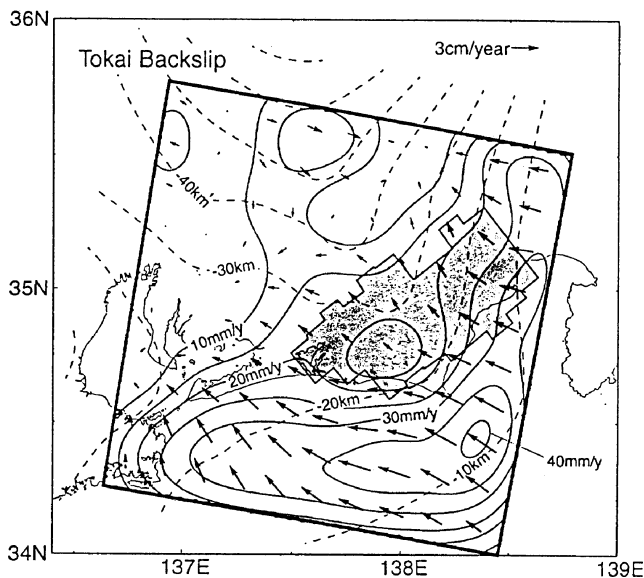 36N
3cm/year
Tokai Backslip
-40km
-30km
35N
10mm/y
20mm/y
-20km
30mm/y
-10km
40mm/y
34N
137E
138E
139E